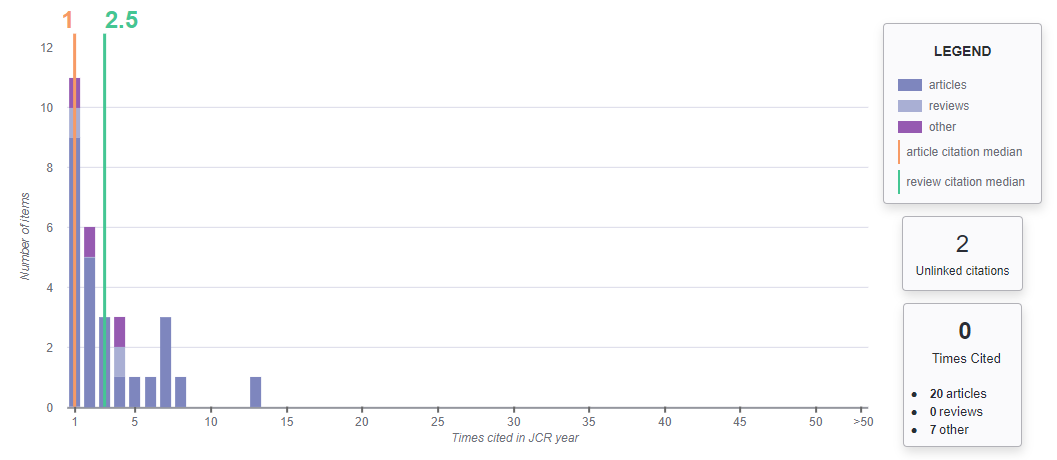 1
2.5
12
10
8
6
4
2
0
Number of items
1 5 10 15 20 25 30 35 40 45 50 >50
Times cited in JCR year
LEGEND
articles
reviews
other
article citation median
review citation median
2
Unlinked citations
0
Times Cited
20 articles
0 reviews
7 other